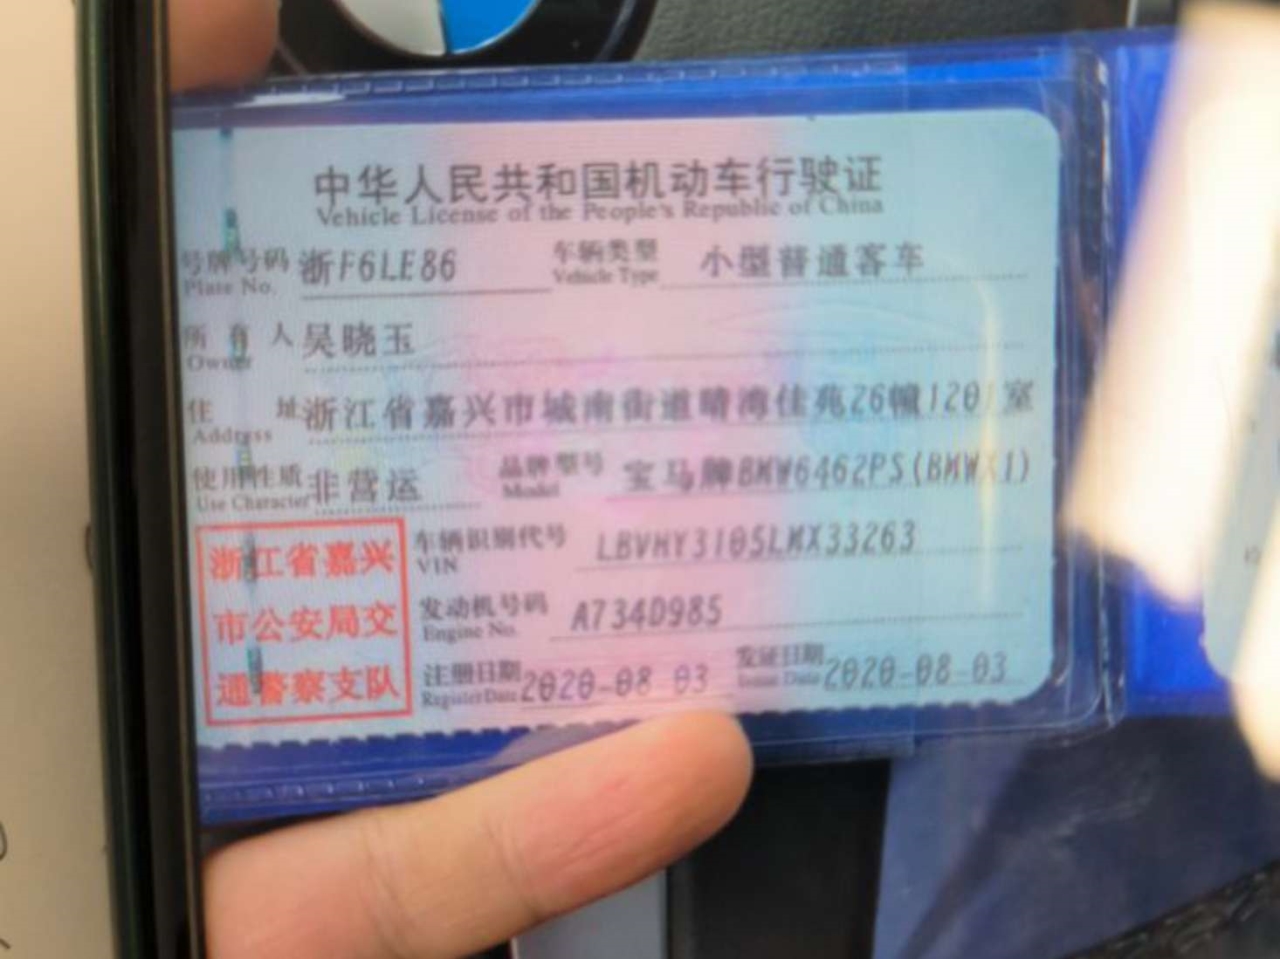 中华人民共和国机动车行驶证
Vehicle License of the People's Republic of China
号牌号码 浙F6LE86 车辆类型 小型普通客车
Plate No. Vehicle Type
所有人 吴晓玉
Owner
住址 浙江省嘉兴市城南街道晴湾佳苑26幢1201室
Address
使用性质 非营运 品牌型号 宝马牌BMW6462PS(BMWX1)
Use Character Model
浙江省嘉兴
市公安局交
通警察支队
车辆识别代号 LBVHY3105LMX33263
VIN
发动机号码 A734D985
Engine No.
注册日期 2020-08 03 发证日期 2020-08-03
Register Date Issue Date